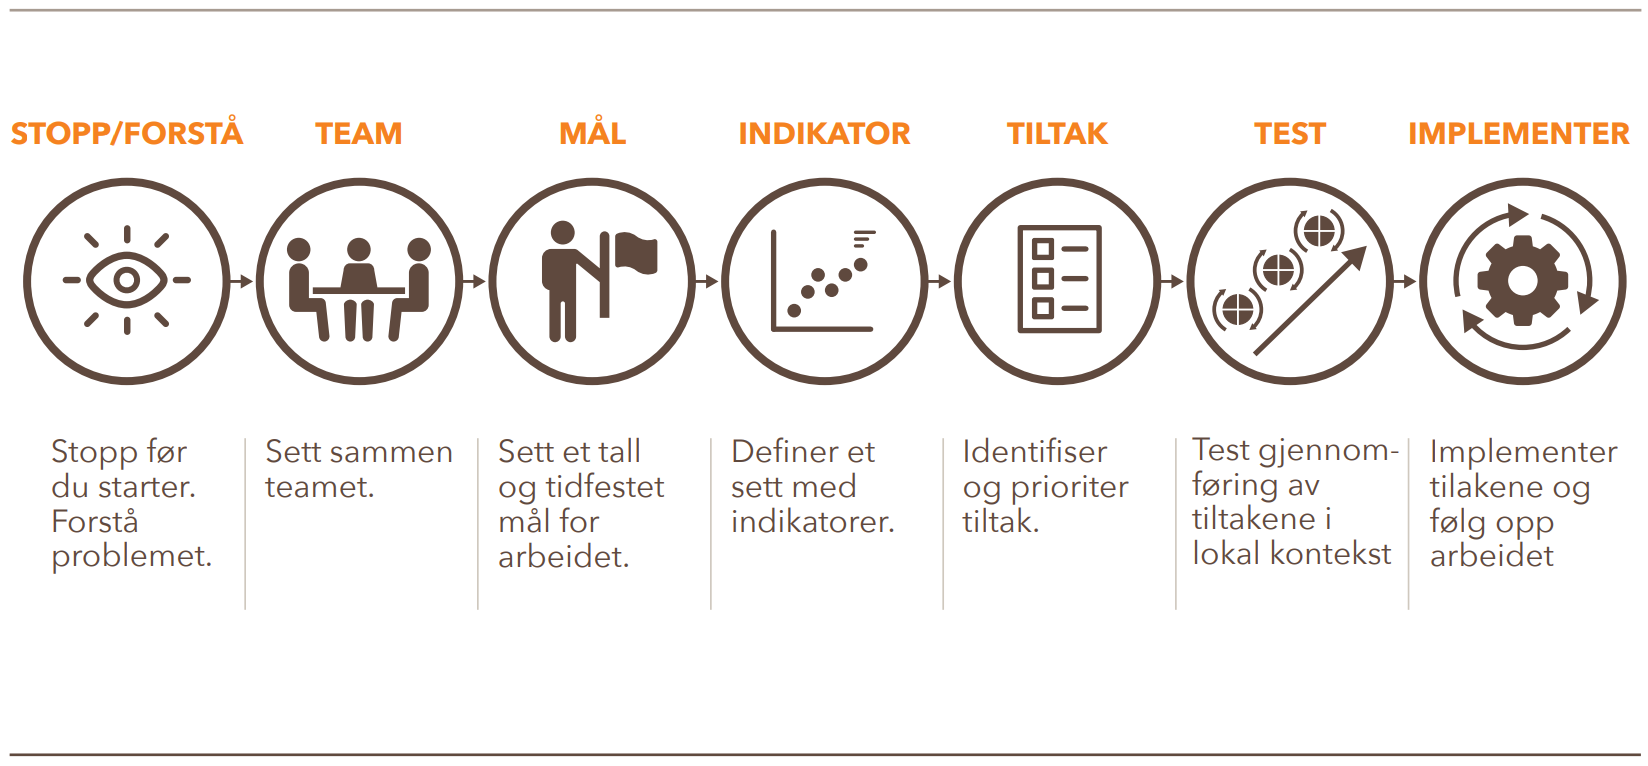 STOPP/FORSTÅ
TEAM
MÅL
INDIKATOR
TILTAK
TEST
IMPLEMENTER
Stopp før
du starter.
Forstå
problemet.
Sett sammen
teamet.
Sett et tall
og tidfestet
mål for
arbeidet.
Definer et
sett med
indikatorer.
Identifiser
og prioriter
tiltak.
Test gjennom-
føring av
tiltakene i
lokal kontekst
Implementer
tilakene og
følg opp
arbeidet